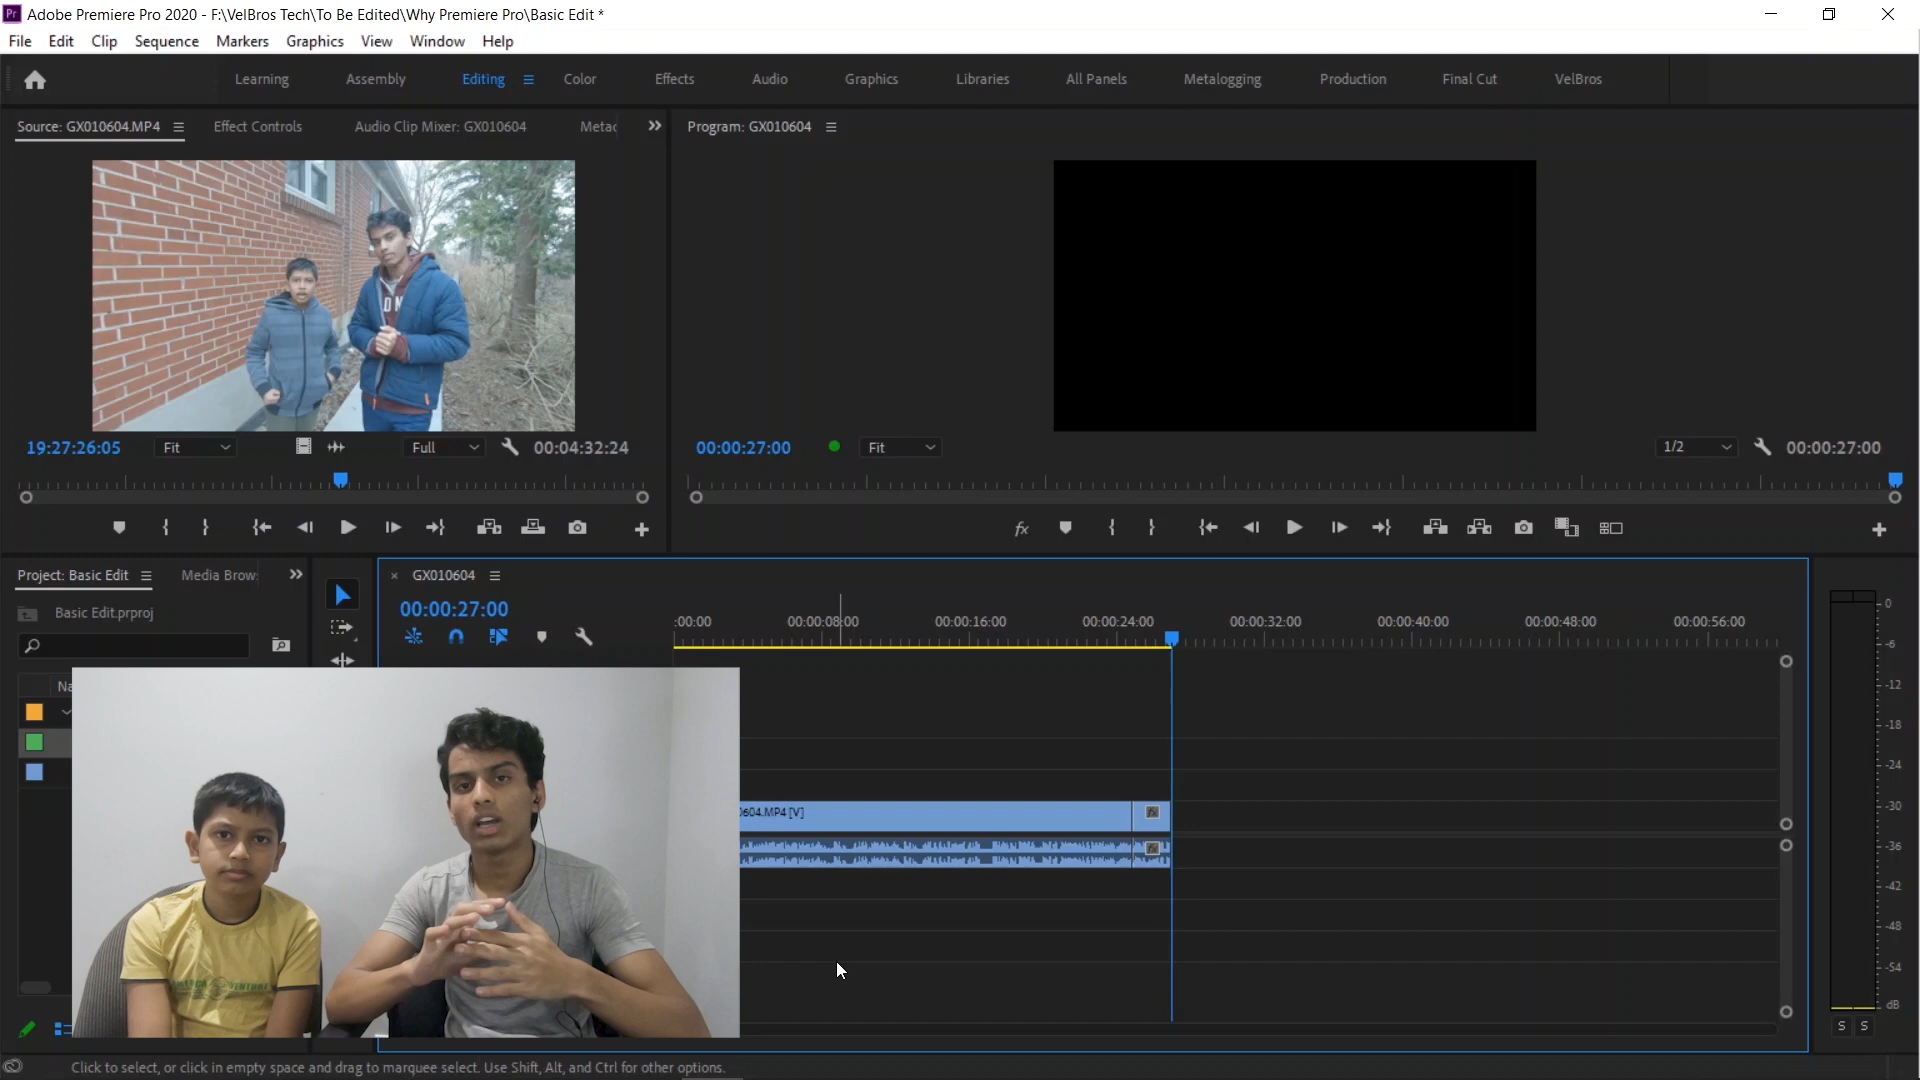 Pr Adobe Premiere Pro 2020 - F:\VelBros Tech\To Be Edited\Why Premiere Pro\Basic Edit *
File Edit Clip Sequence Markers Graphics View Window Help
Learning Assembly Editing Color Effects Audio Graphics Libraries All Panels Metalogging Production Final Cut VelBros
Source: GX010604.MP4 Effect Controls Audio Clip Mixer: GX010604 Metac
Program: GX010604
19:27:26:05 Fit Full 00:04:32:24
00:00:27:00 Fit 1/2 00:00:27:00
fx
Project: Basic Edit Media Brow
GX010604
Basic Edit.prproj
00:00:27:00
:00:00 00:00:08:00 00:00:16:00 00:00:24:00 00:00:32:00 00:00:40:00 00:00:48:00 00:00:56:00
Na
0604.MP4 [V]
fx
fx
0
-6
-12
-18
-24
-30
-36
-42
-48
-54
dB
S S
Click to select, or click in empty space and drag to marquee select. Use Shift, Alt, and Ctrl for other options.